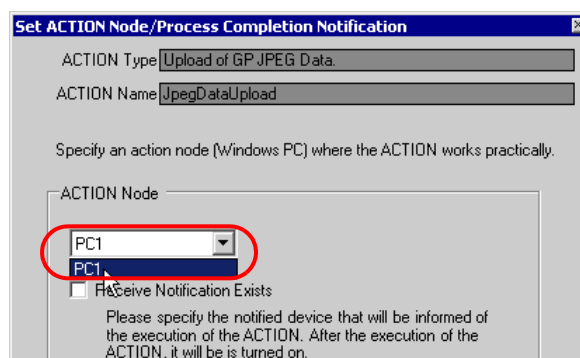 Set ACTION Node/Process Completion Notification
ACTION Type Upload of GP JPEG Data.
ACTION Name JpegDataUpload
Specify an action node (Windows PC) where the ACTION works practically.
ACTION Node
PC1
PC1
Receive Notification Exists
Please specify the notified device that will be informed of
the execution of the ACTION. After the execution of the
ACTION, it will be is turned on.